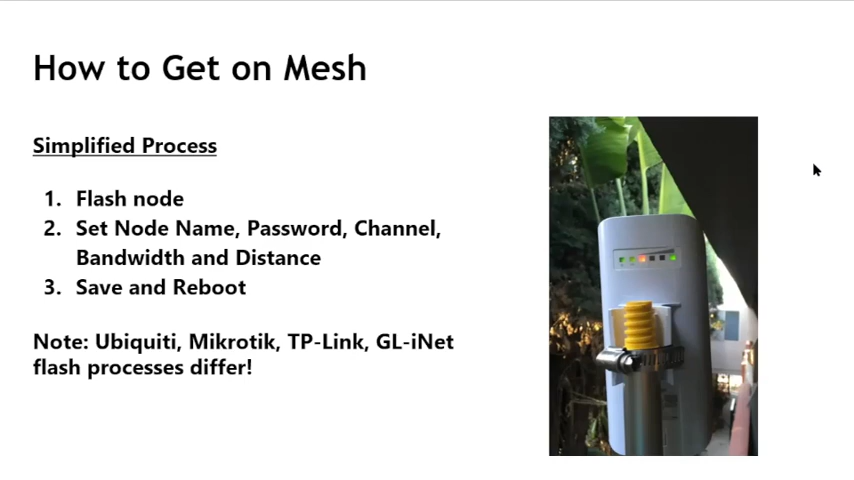 How to Get on Mesh
Simplified Process
1. Flash node
2. Set Node Name, Password, Channel,
Bandwidth and Distance
3. Save and Reboot
Note: Ubiquiti, Mikrotik, TP-Link, GL-iNet
flash processes differ!